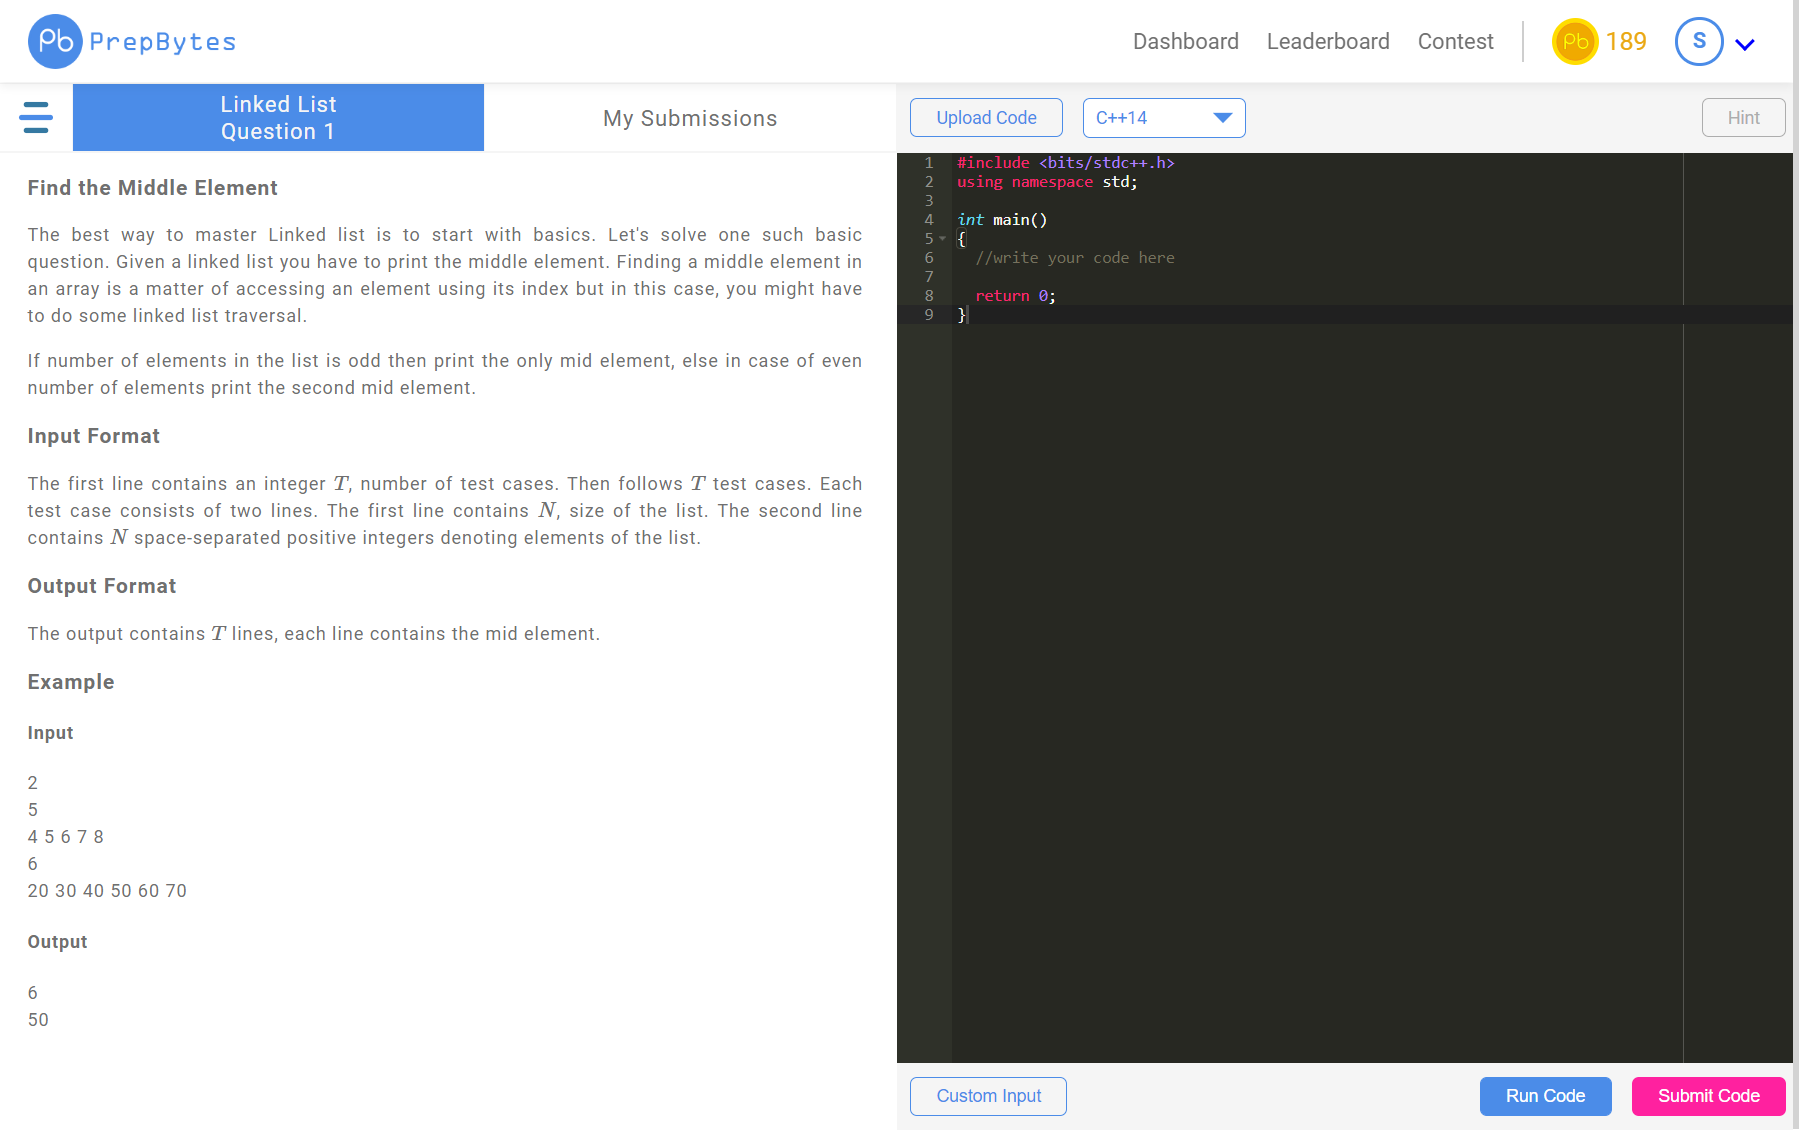 Pb PrepBytes
Dashboard Leaderboard Contest Pb 189 S
Linked List
Question 1
My Submissions
Upload Code C++14 Hint
Find the Middle Element
The best way to master Linked list is to start with basics. Let's solve one such basic
question. Given a linked list you have to print the middle element. Finding a middle element in
an array is a matter of accessing an element using its index but in this case, you might have
to do some linked list traversal.
If number of elements in the list is odd then print the only mid element, else in case of even
number of elements print the second mid element.
Input Format
The first line contains an integer T, number of test cases. Then follows T test cases. Each
test case consists of two lines. The first line contains N, size of the list. The second line
contains N space-separated positive integers denoting elements of the list.
Output Format
The output contains T lines, each line contains the mid element.
Example
Input
2
5
4 5 6 7 8
6
20 30 40 50 60 70
Output
6
50
1 #include <bits/stdc++.h>
2 using namespace std;
3
4 int main()
5 {
6 //write your code here
7
8 return 0;
9 }
Custom Input Run Code Submit Code